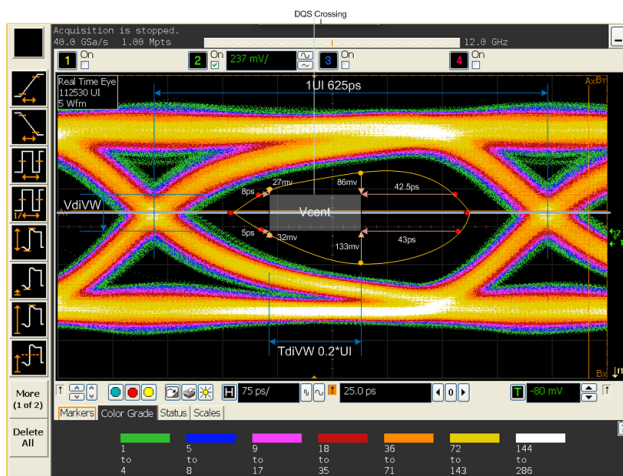 DQS Crossing
Acquisition is stopped.
40.0 GSa/s 1.00 Mpts
12.0 GHz
1 On 2 On 237 mV/ 3 On 4 On
Real Time Eye
112530 UI
5 Wfm
1UI 625ps
Ax By
27mv 86mv 42.5ps
8ps
VdiVW
Vcent
5ps 32mv 133mv 43ps
TdiVW 0.2*UI
Bx
More
(1 of 2)
Delete
All
H 75 ps/ 25.0 ps 0 T -80 mV
Markers Color Grade Status Scales
1 5 9 18 36 72 144
to to to to to to to
4 8 17 35 71 143 286